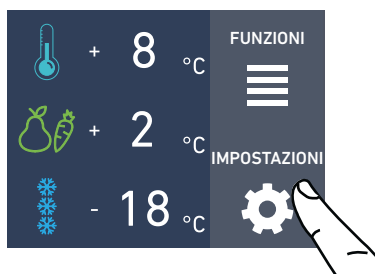 + 8 °C
FUNZIONI
+ 2 °C
IMPOSTAZIONI
- 18 °C